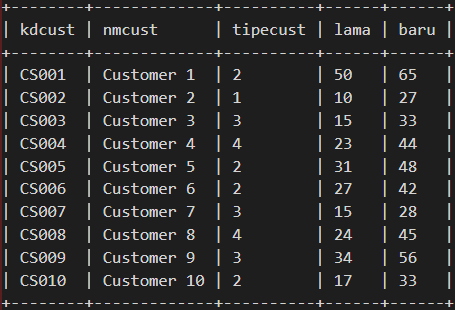 +--------+-------------+----------+------+------+
| kdcust | nmcust      | tipecust | lama | baru |
+--------+-------------+----------+------+------+
| CS001  | Customer 1  | 2        | 50   | 65   |
| CS002  | Customer 2  | 1        | 10   | 27   |
| CS003  | Customer 3  | 3        | 15   | 33   |
| CS004  | Customer 4  | 4        | 23   | 44   |
| CS005  | Customer 5  | 2        | 31   | 48   |
| CS006  | Customer 6  | 2        | 27   | 42   |
| CS007  | Customer 7  | 3        | 15   | 28   |
| CS008  | Customer 8  | 4        | 24   | 45   |
| CS009  | Customer 9  | 3        | 34   | 56   |
| CS010  | Customer 10 | 2        | 17   | 33   |
+--------+-------------+----------+------+------+